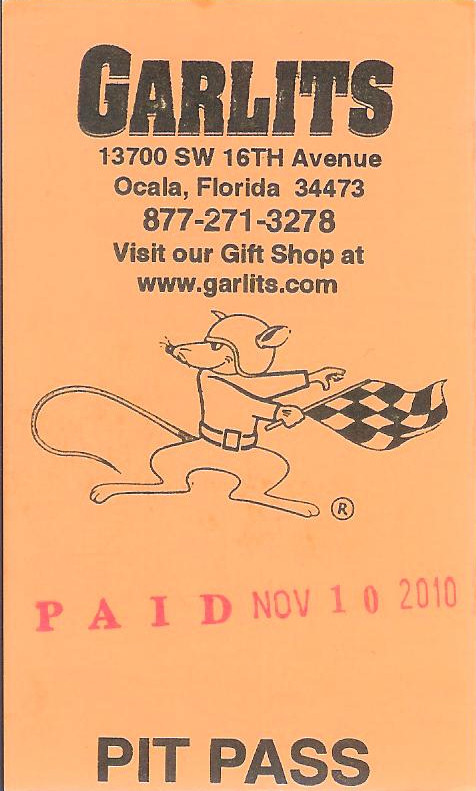 GARLITS
13700 SW 16TH Avenue
Ocala, Florida 34473
877-271-3278
Visit our Gift Shop at
www.garlits.com
®
PAID NOV 10 2010
PIT PASS